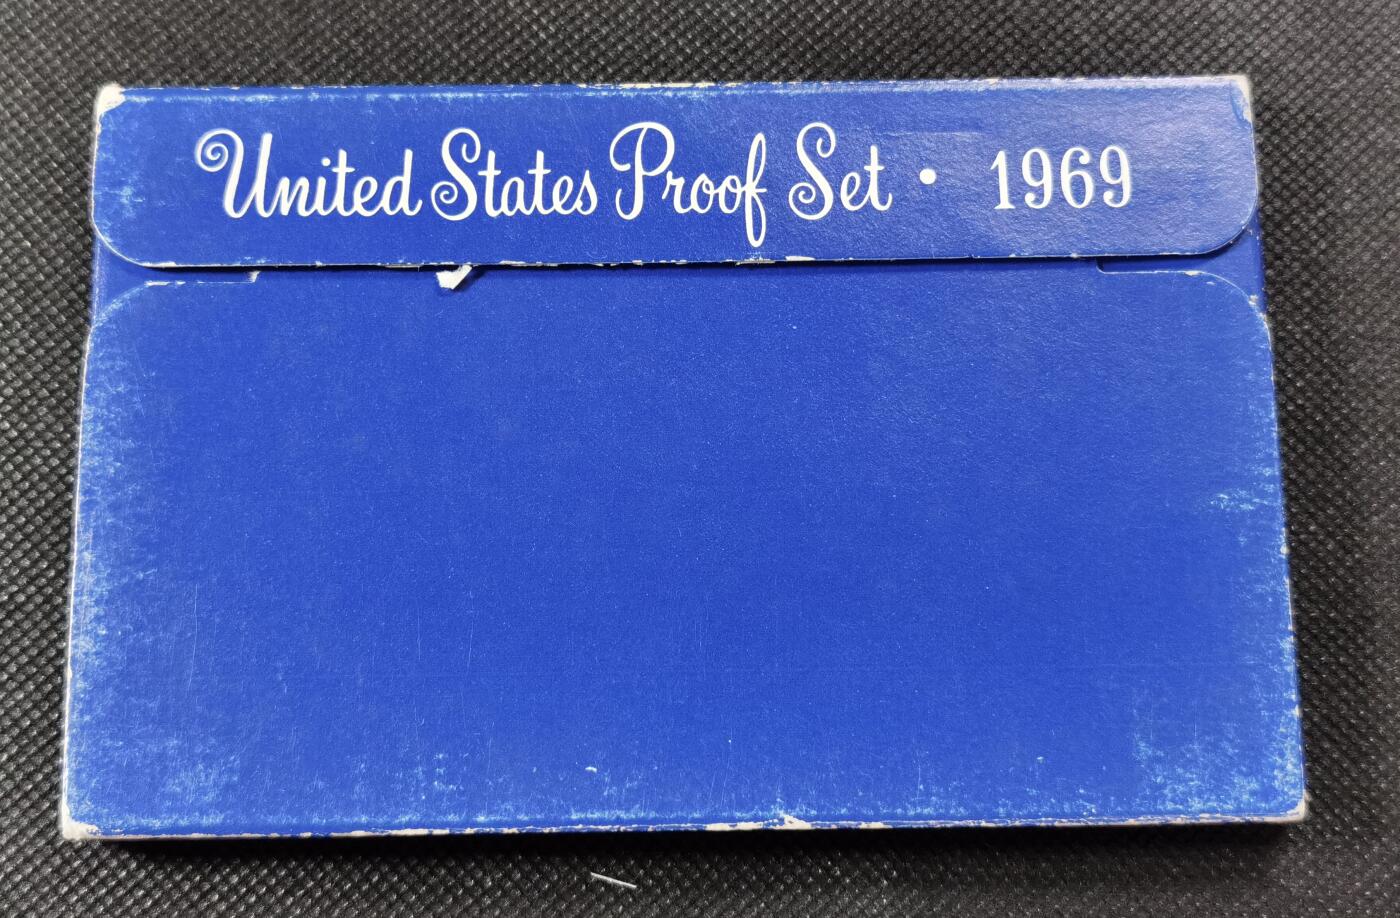 United States Proof Set • 1969